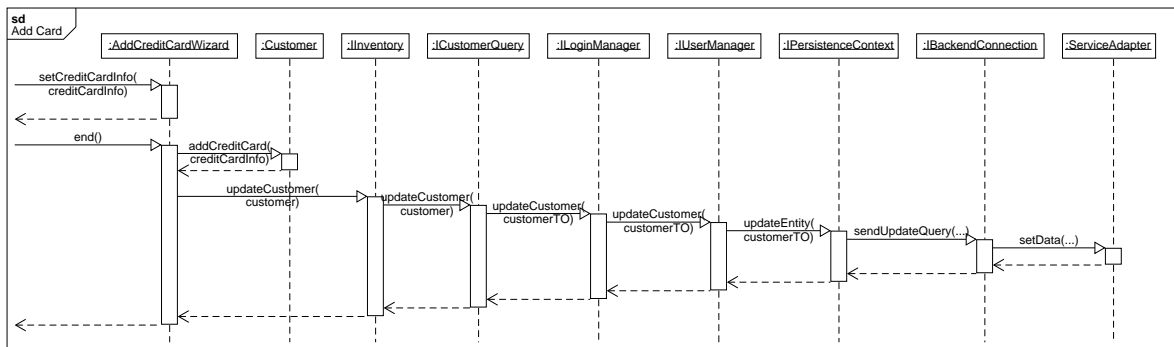 sd
Add Card
:AddCreditCardWizard
:Customer
:IInventory
:ICustomerQuery
:ILoginManager
:IUserManager
:IPersistenceContext
:IBackendConnection
:ServiceAdapter
setCreditCardInfo(
creditCardInfo)
end()
addCreditCard(
creditCardInfo)
updateCustomer(
customer)
updateCustomer(
customer)
updateCustomer(
customerTO)
updateCustomer(
customerTO)
updateEntity(
customerTO)
sendUpdateQuery(...)
setData(...)